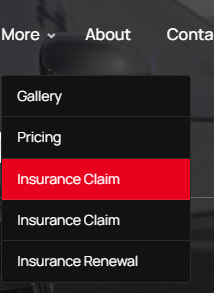 More About Conta
Gallery
Pricing
Insurance Claim
Insurance Claim
Insurance Renewal